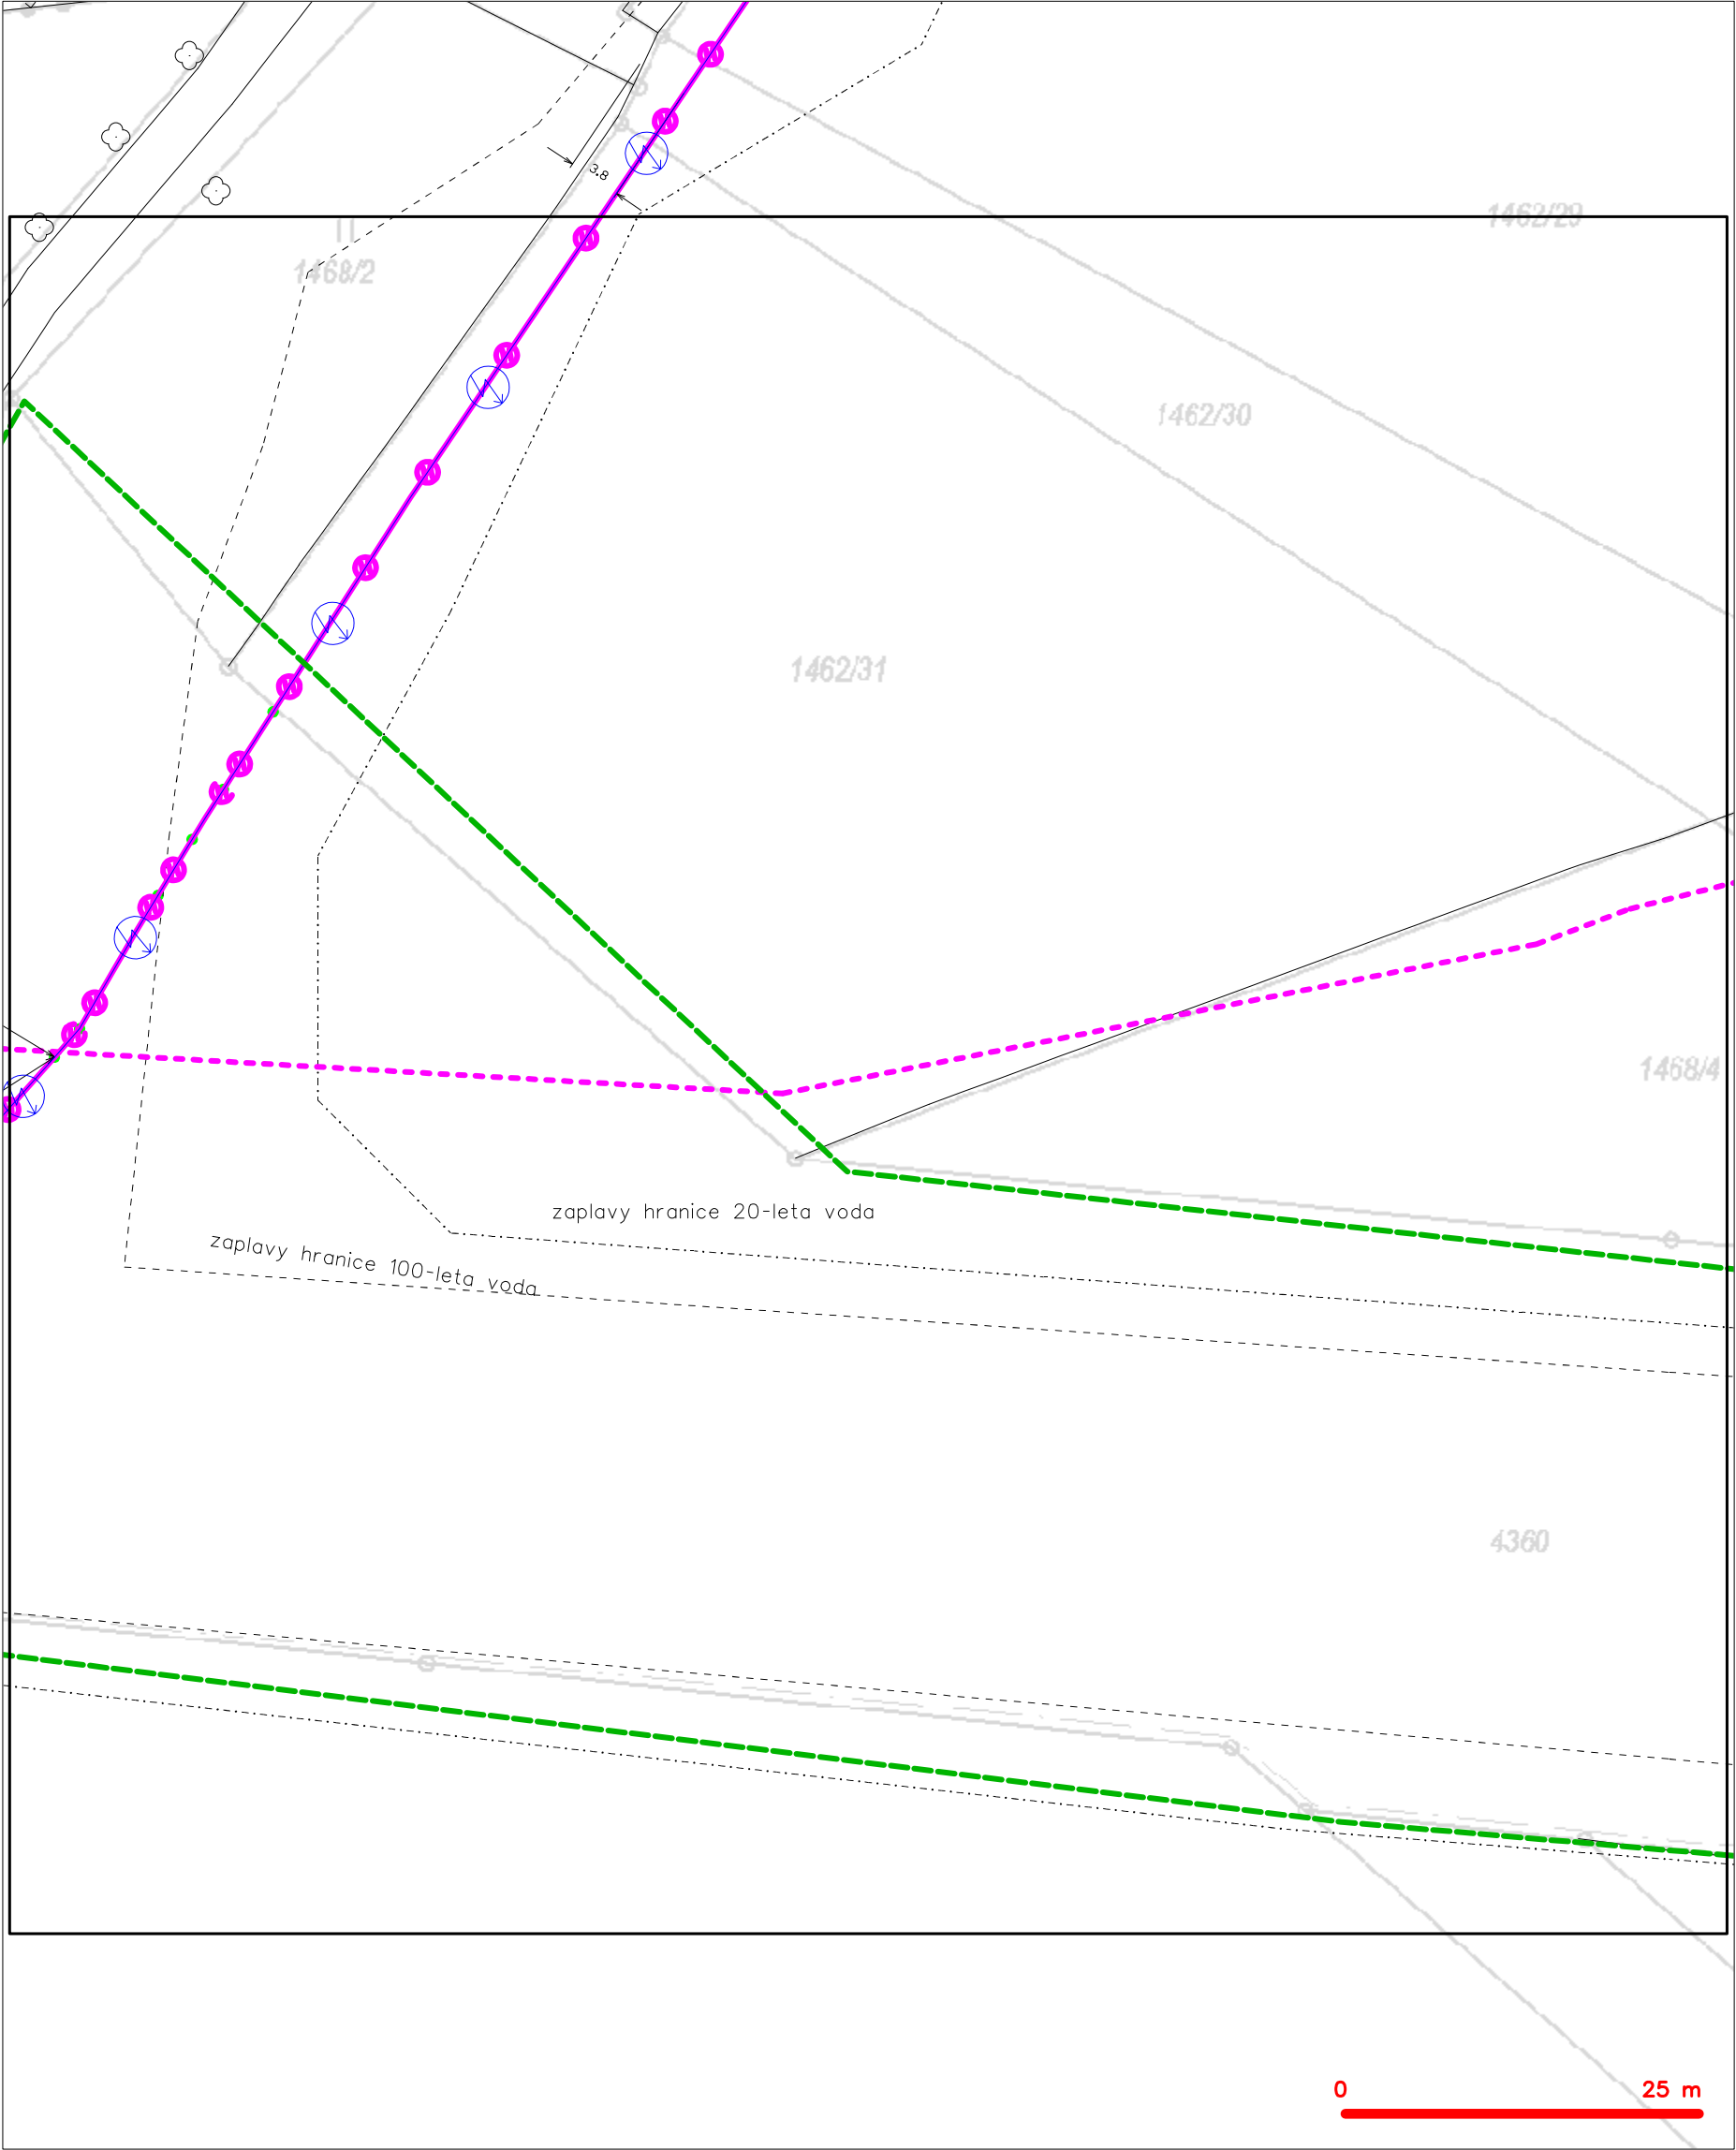 3.8
1462/29
1468/2
1462/30
1462/31
1468/4
zaplavy hranice 20-leta voda
zaplavy hranice 100-leta voda
4360
0 25 m